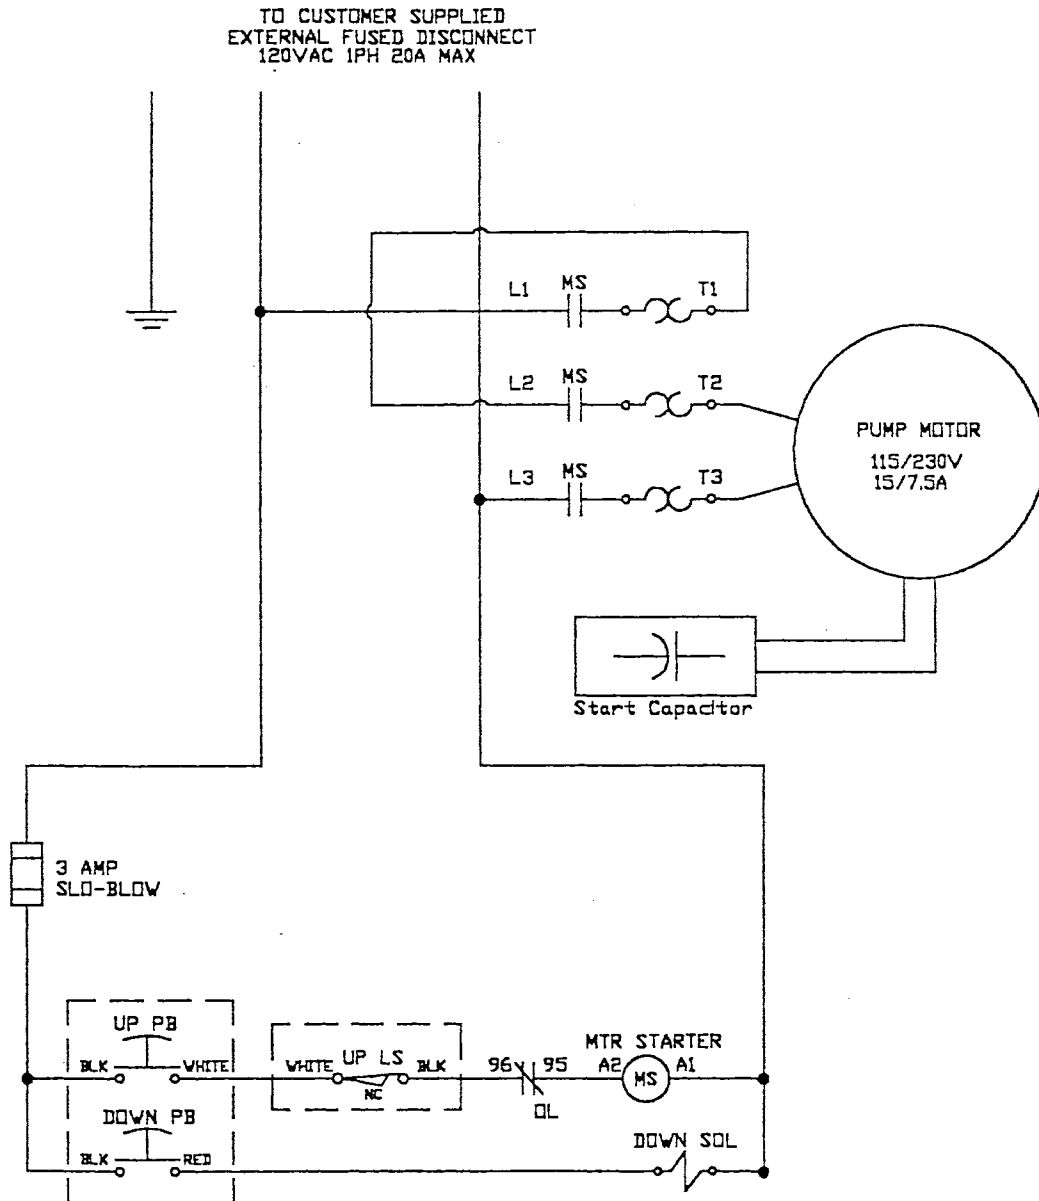 TO CUSTOMER SUPPLIED
EXTERNAL FUSED DISCONNECT
120VAC 1PH 20A MAX
L1 MS T1
L2 MS T2
L3 MS T3
PUMP MOTOR
115/230V
15/7.5A
Start Capacitor
3 AMP
SLO-BLOW
UP PB
BLK WHITE
WHITE UP LS BLK
NC
96 95
OL
MTR STARTER
A2 MS A1
DOWN PB
BLK RED
DOWN SOL